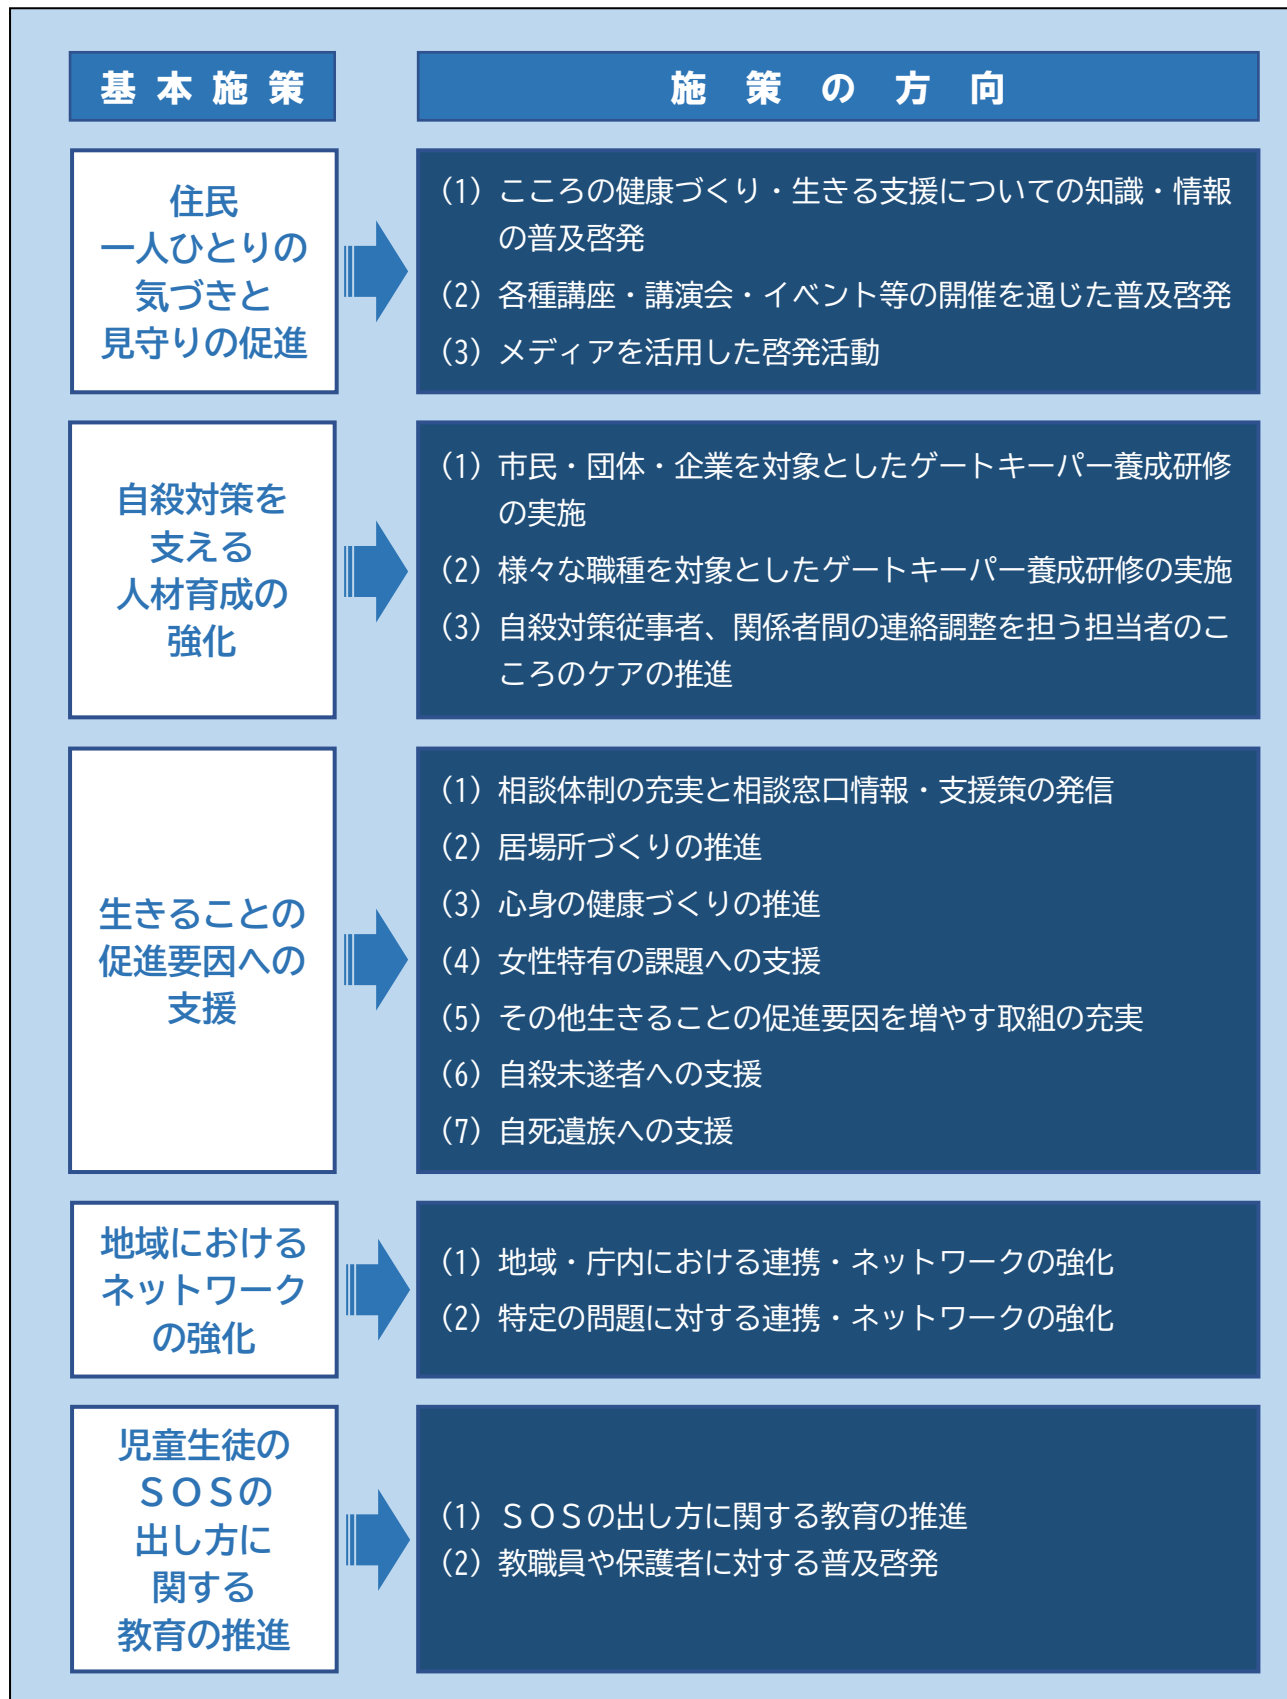 基本施策
施策の方向
住民
一人ひとりの
気づきと
見守りの促進
(1) こころの健康づくり・生きる支援についての知識・情報
の普及啓発
(2) 各種講座・講演会・イベント等の開催を通じた普及啓発
(3) メディアを活用した啓発活動
自殺対策を
支える
人材育成の
強化
(1) 市民・団体・企業を対象としたゲートキーパー養成研修
の実施
(2) 様々な職種を対象としたゲートキーパー養成研修の実施
(3) 自殺対策従事者、関係者間の連絡調整を担う担当者のこ
ころのケアの推進
生きることの
促進要因への
支援
(1) 相談体制の充実と相談窓口情報・支援策の発信
(2) 居場所づくりの推進
(3) 心身の健康づくりの推進
(4) 女性特有の課題への支援
(5) その他生きることの促進要因を増やす取組の充実
(6) 自殺未遂者への支援
(7) 自死遺族への支援
地域における
ネットワーク
の強化
(1) 地域・庁内における連携・ネットワークの強化
(2) 特定の問題に対する連携・ネットワークの強化
児童生徒の
ＳＯＳの
出し方に
関する
教育の推進
(1) ＳＯＳの出し方に関する教育の推進
(2) 教職員や保護者に対する普及啓発